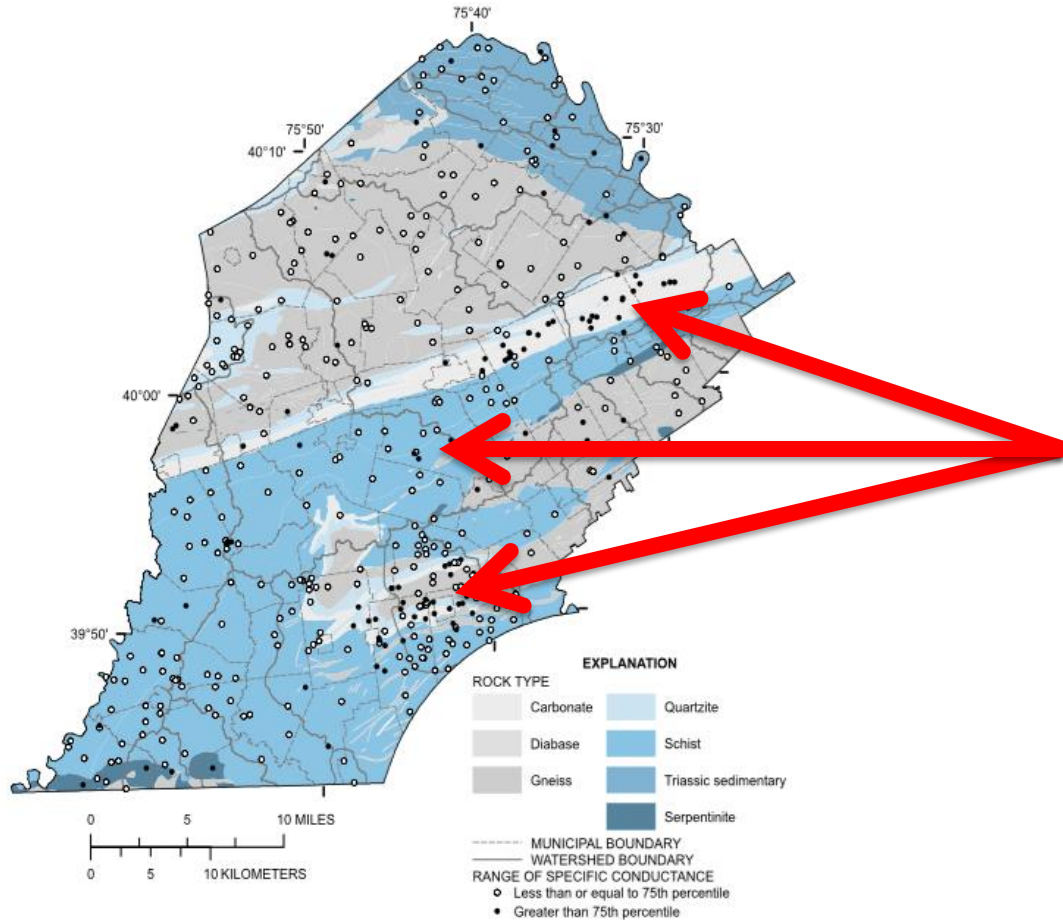 75°40'
75°50'
75°30'
40°10'
40°00'
39°50'
EXPLANATION
ROCK TYPE
Carbonate
Quartzite
Diabase
Schist
Gneiss
Triassic sedimentary
Serpentinite
0 5 10 MILES
0 5 10 KILOMETERS
MUNICIPAL BOUNDARY
WATERSHED BOUNDARY
RANGE OF SPECIFIC CONDUCTANCE
Less than or equal to 75th percentile
Greater than 75th percentile